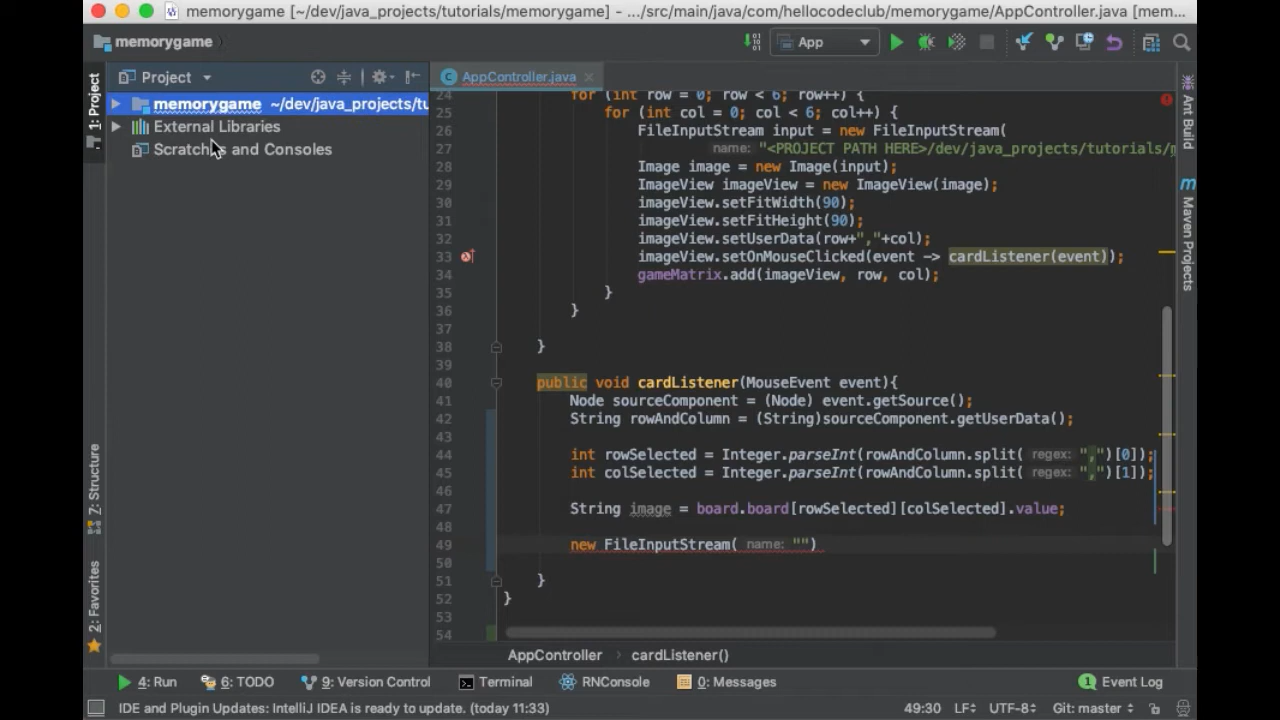 memorygame [~/dev/java_projects/tutorials/memorygame] - .../src/main/java/com/hellocodeclub/memorygame/AppController.java [mem...
memorygame
App
Project
AppController.java
1: Project
memorygame ~/dev/java_projects/tu
External Libraries
Scratches and Consoles
Z: Structure
2: Favorites
24 for (int row = 0; row < 6; row++) {
25 for (int col = 0; col < 6; col++) {
26 FileInputStream input = new FileInputStream(
27 name: "<PROJECT PATH HERE>/dev/java_projects/tutorials/
28 Image image = new Image(input);
29 ImageView imageView = new ImageView(image);
30 imageView.setFitWidth(90);
31 imageView.setFitHeight(90);
32 imageView.setUserData(row+","+col);
33 imageView.setOnMouseClicked(event -> cardListener(event));
34 gameMatrix.add(imageView, row, col);
35 }
36 }
37
38 }
39
40 public void cardListener(MouseEvent event){
41 Node sourceComponent = (Node) event.getSource();
42 String rowAndColumn = (String)sourceComponent.getUserData();
43
44 int rowSelected = Integer.parseInt(rowAndColumn.split( regex: ",")[0]);
45 int colSelected = Integer.parseInt(rowAndColumn.split( regex: ",")[1]);
46
47 String image = board.board[rowSelected][colSelected].value;
48
49 new FileInputStream( name: "")
50
51 }
52 }
53
54
Ant Build
Maven Projects
AppController cardListener()
4: Run 6: TODO 9: Version Control Terminal RNConsole 0: Messages 1 Event Log
IDE and Plugin Updates: IntelliJ IDEA is ready to update. (today 11:33) 49:30 LF UTF-8 Git: master